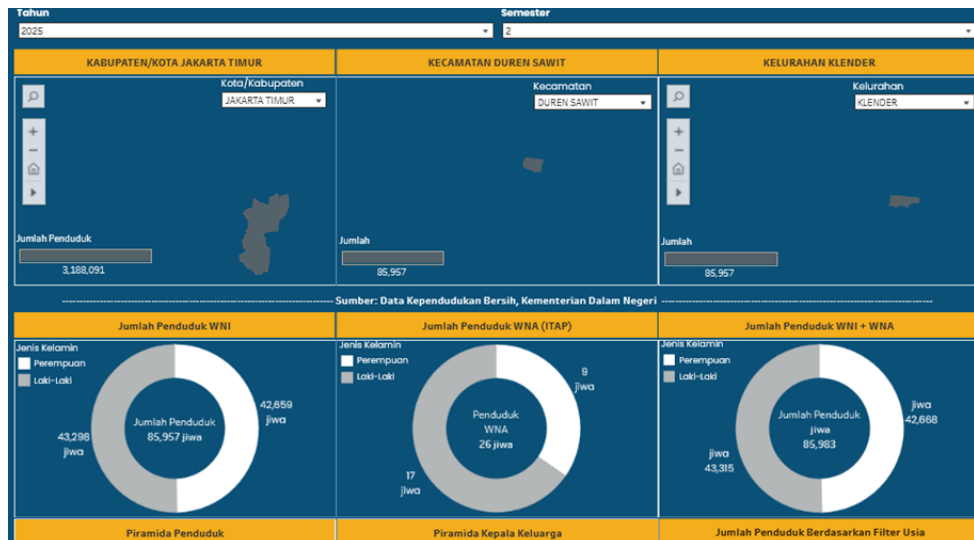 Tahun
Semester
2025
2
KABUPATEN/KOTA JAKARTA TIMUR
KECAMATAN DUREN SAWIT
KELURAHAN KLENDER
Kota/Kabupaten
JAKARTA TIMUR
Jumlah Penduduk
3,188,091
Kecamatan
DUREN SAWIT
Jumlah
85,957
Kelurahan
KLENDER
Jumlah
85,957
Sumber: Data Kependudukan Bersih, Kementerian Dalam Negeri
Jumlah Penduduk WNI
Jumlah Penduduk WNA (ITAP)
Jumlah Penduduk WNI + WNA
Jenis Kelamin
Perempuan
Laki-Laki
Jumlah Penduduk
85,957 jiwa
42,659
jiwa
43,298
jiwa
Jenis Kelamin
Perempuan
Laki-Laki
9
jiwa
Penduduk
WNA
26 jiwa
17
jiwa
Jenis Kelamin
Perempuan
Laki-Laki
jiwa
42,668
Jumlah Penduduk
jiwa
85,983
jiwa
43,315
Piramida Penduduk
Piramida Kepala Keluarga
Jumlah Penduduk Berdasarkan Filter Usia